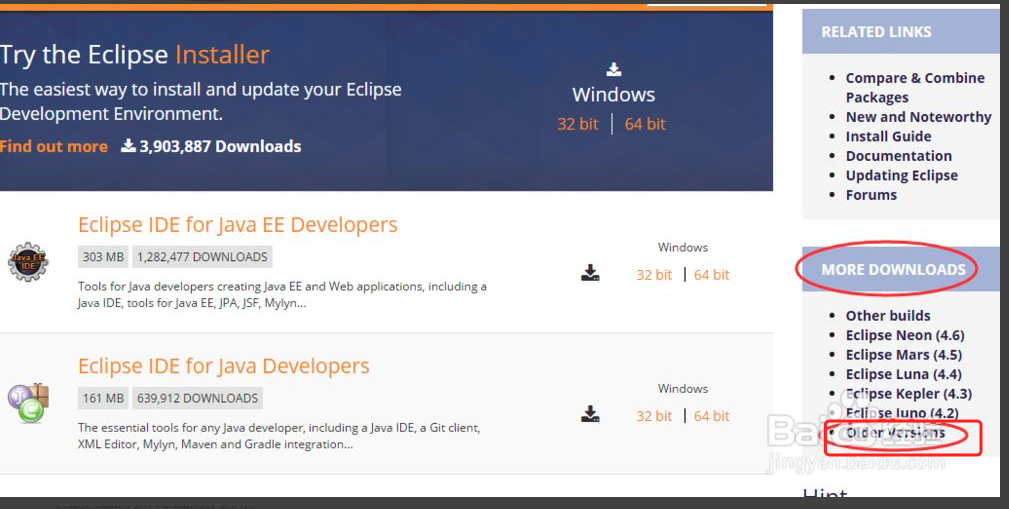 Try the Eclipse Installer
The easiest way to install and update your Eclipse
Development Environment.
Find out more 3,903,887 Downloads
Windows
32 bit | 64 bit
Eclipse IDE for Java EE Developers
303 MB 1,282,477 DOWNLOADS
Tools for Java developers creating Java EE and Web applications, including a
Java IDE, tools for Java EE, JPA, JSF, Mylyn...
Java EE
IDE
Windows
32 bit | 64 bit
Eclipse IDE for Java Developers
161 MB 639,912 DOWNLOADS
The essential tools for any Java developer, including a Java IDE, a Git client,
XML Editor, Mylyn, Maven and Gradle integration...
Windows
32 bit | 64 bit
RELATED LINKS
• Compare & Combine
Packages
• New and Noteworthy
• Install Guide
• Documentation
• Updating Eclipse
• Forums
MORE DOWNLOADS
• Other builds
• Eclipse Neon (4.6)
• Eclipse Mars (4.5)
• Eclipse Luna (4.4)
• Eclipse Kepler (4.3)
• Eclipse Juno (4.2)
• Older Versions
Baidu经验
jingyan.baidu.com
Hint